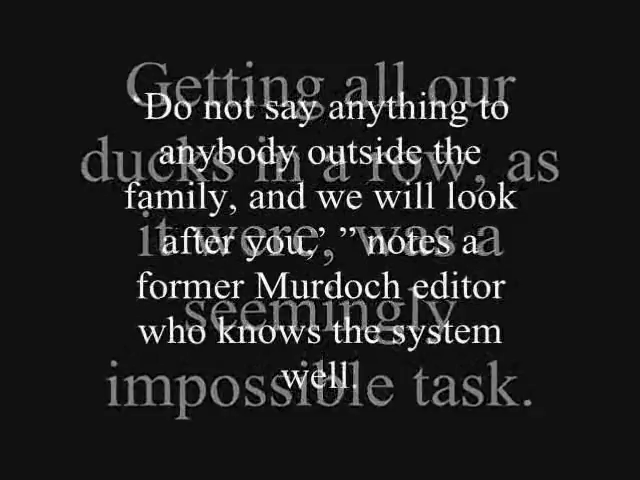 Getting all our
ducks in a row, as
it were, was a
seemingly
impossible task.
‘Do not say anything to
anybody outside the
family, and we will look
after you,’ ” notes a
former Murdoch editor
who knows the system
well.